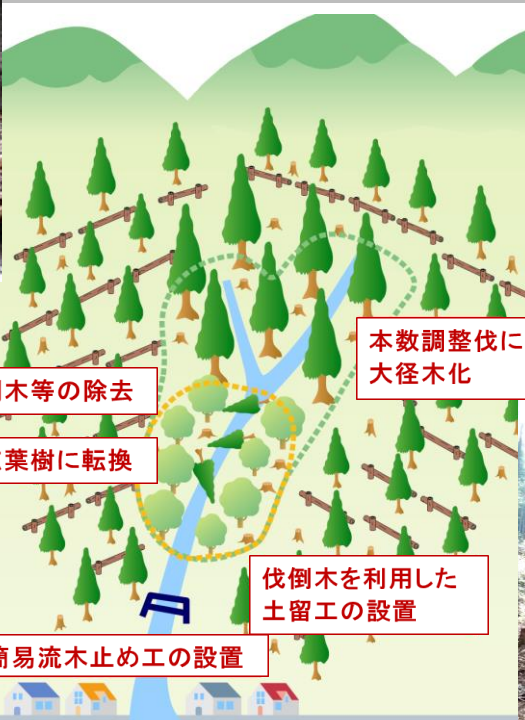 本数調整伐に
大径木化
木等の除去
葉樹に転換
伐倒木を利用した
土留工の設置
易流木止め工の設置